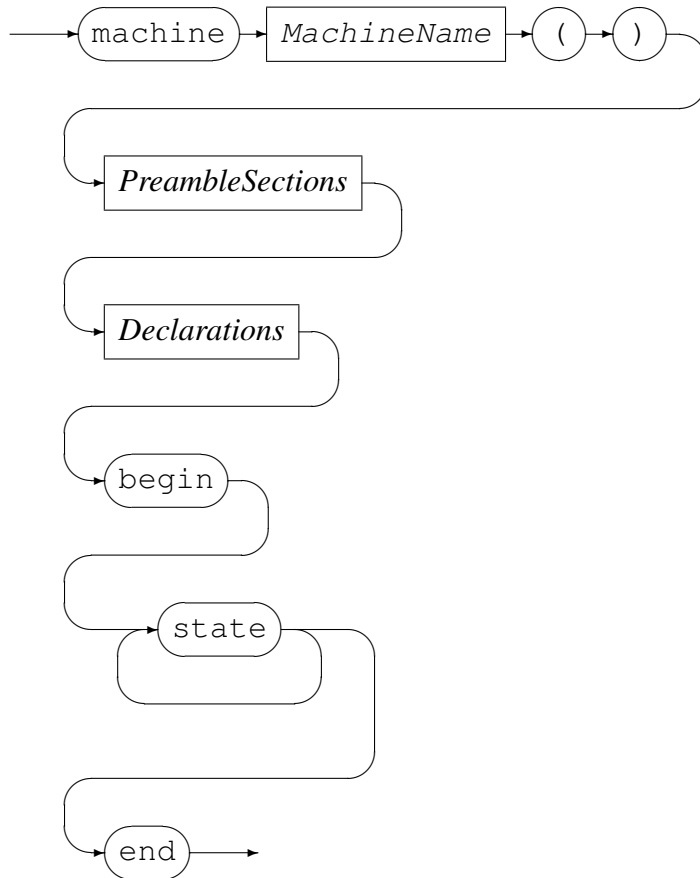 machine MachineName ( )
PreambleSections
Declarations
begin
state
end